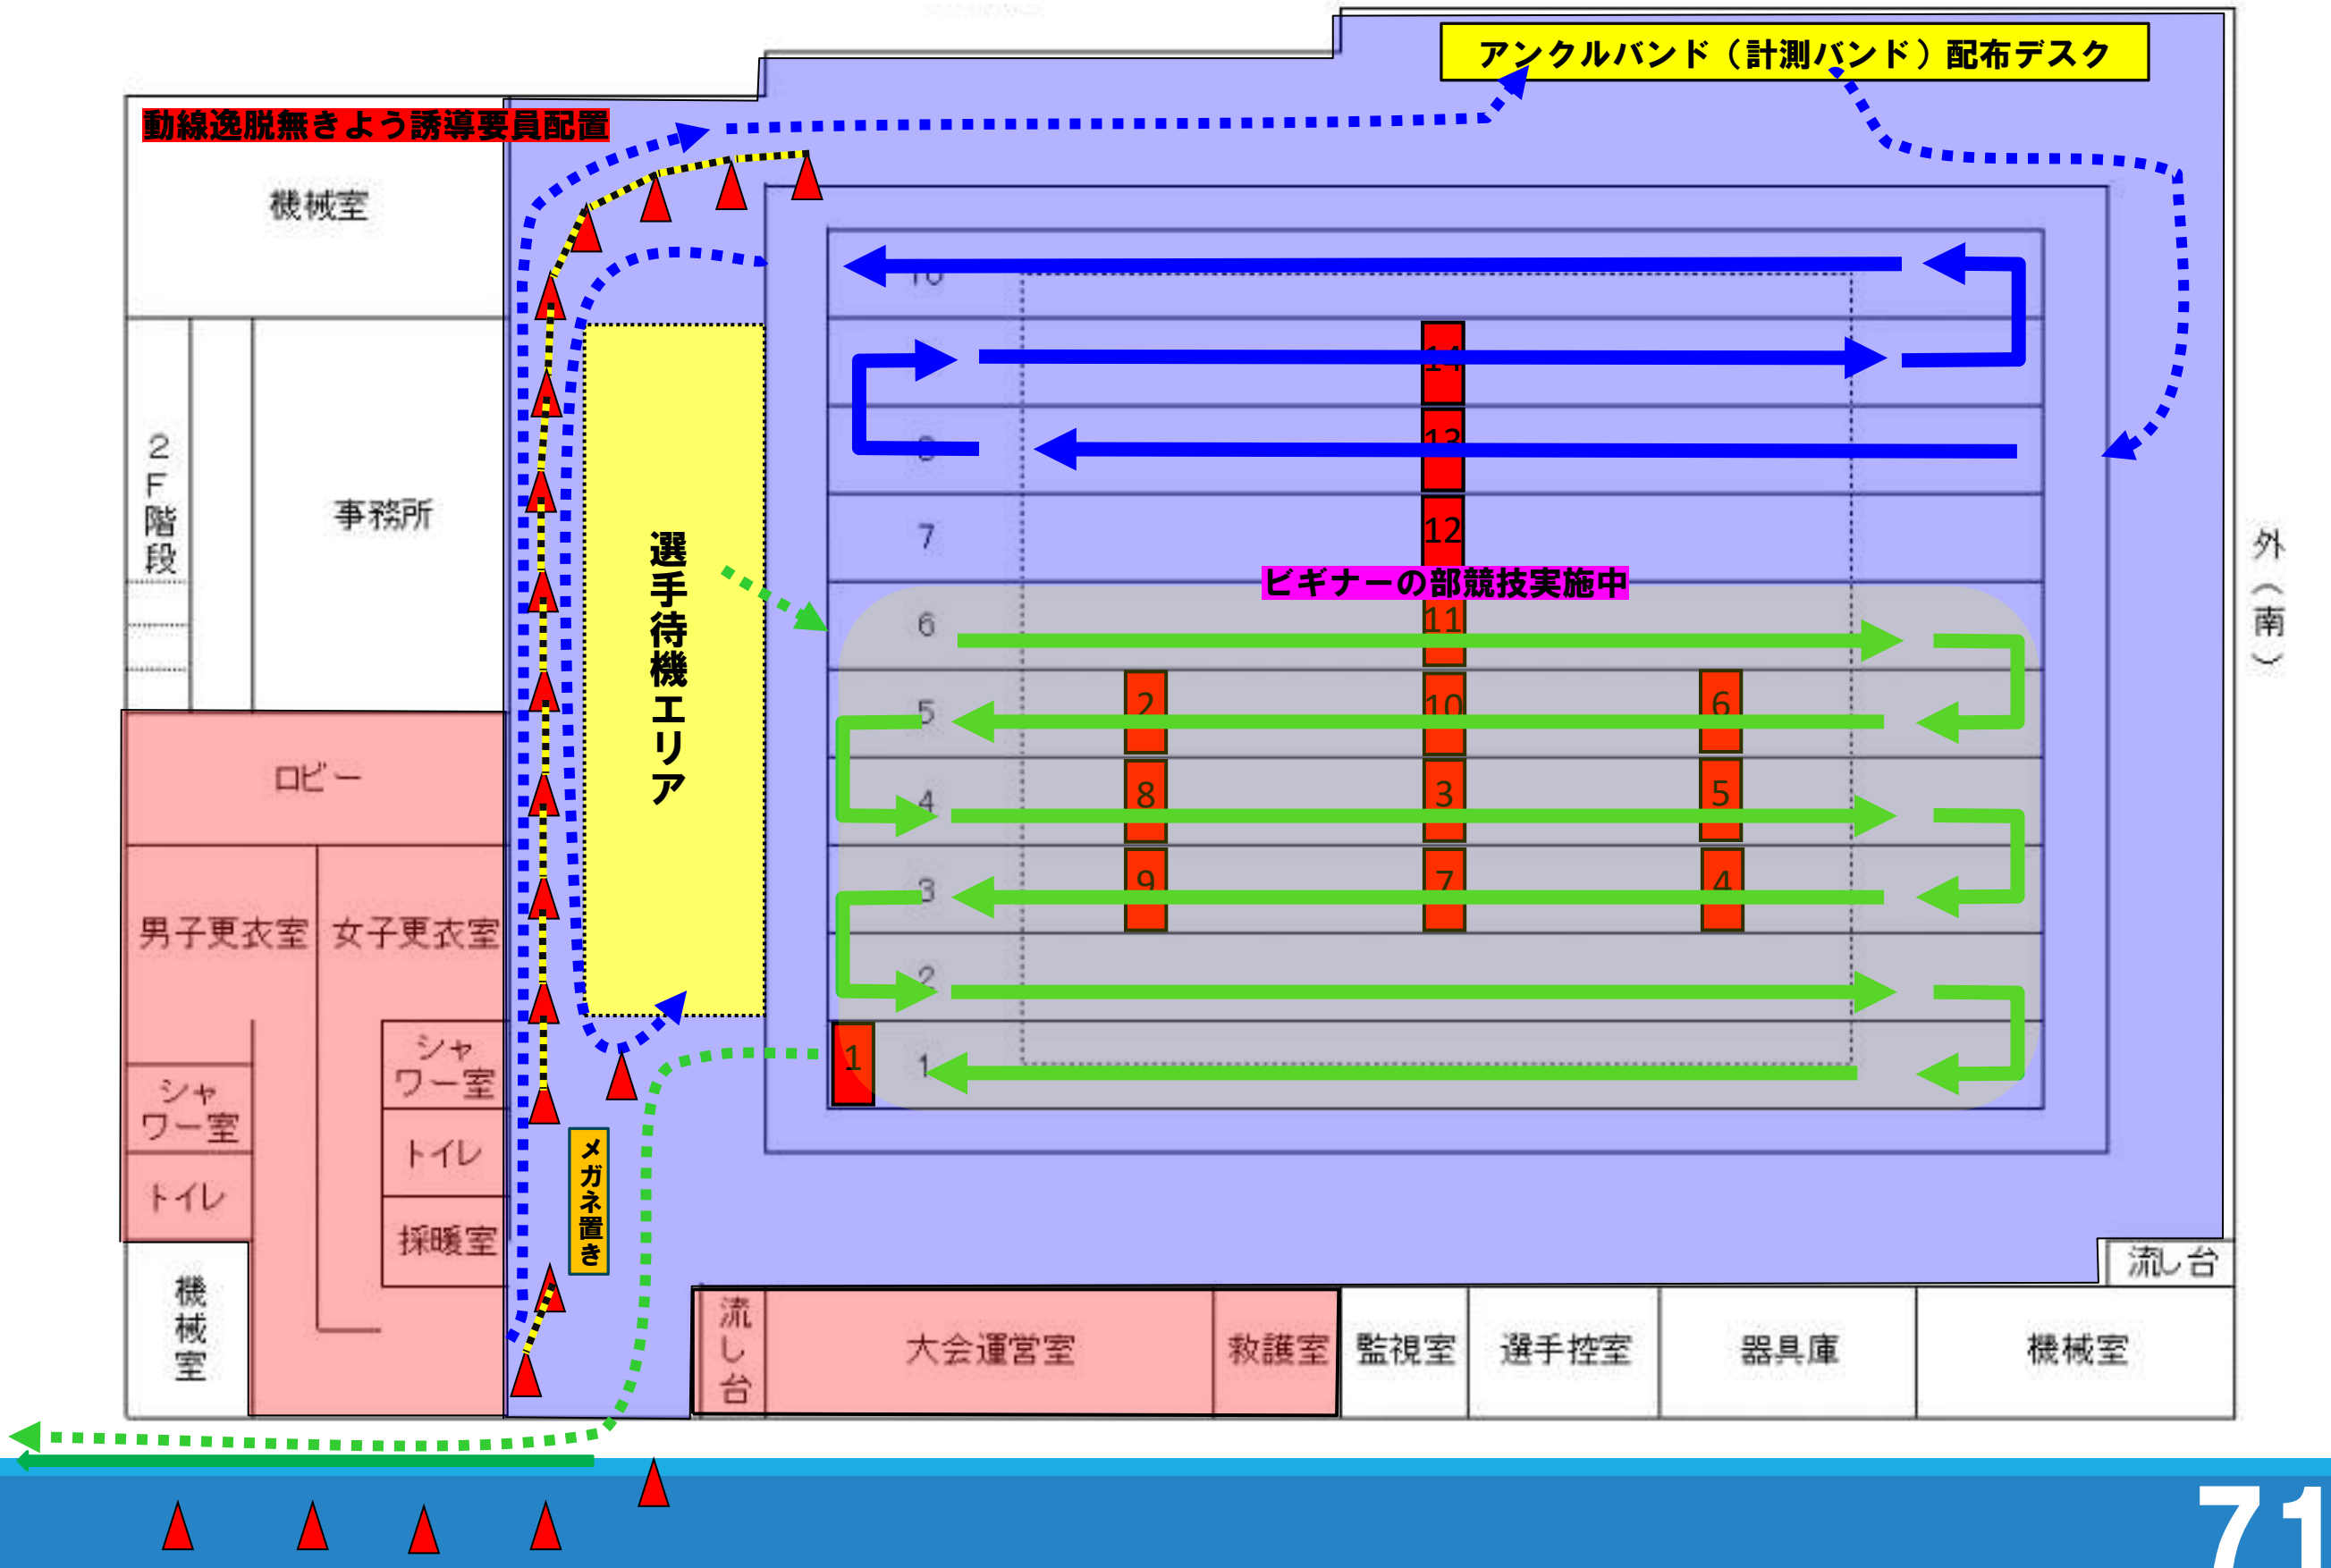 アンクルバンド（計測バンド）配布デスク
動線逸脱無きよう誘導要員配置
機械室
2F階段
事務所
選手待機エリア
10
14
13
8
7
12
外（南）
ビギナーの部競技実施中
6
11
5
2
10
6
4
8
3
5
3
9
7
4
2
1
1
ロビー
男子更衣室
女子更衣室
シャ
ワー室
シャ
ワー室
トイレ
トイレ
採暖室
メガネ置き
機械室
流し台
流し台
大会運営室
救護室
監視室
選手控室
器具庫
機械室
71